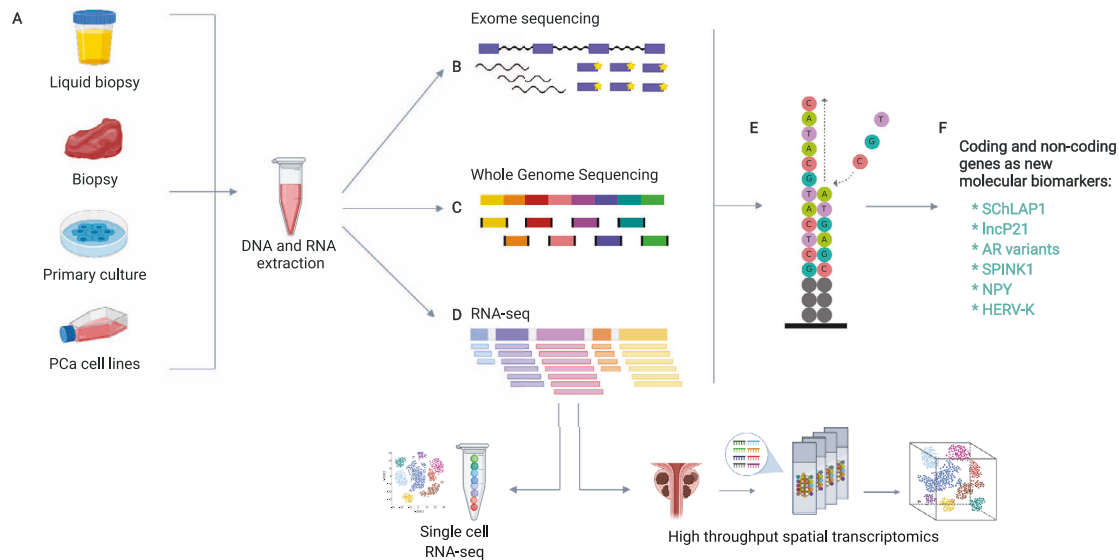 A
Liquid biopsy
Biopsy
Primary culture
PCa cell lines
DNA and RNA
extraction
Exome sequencing
B
Whole Genome Sequencing
C
D
RNA-seq
Single cell
RNA-seq
High throughput spatial transcriptomics
E
C
A
T
A
C
G
T
A
C
T
C
G
A
T
G
A
G
C
T
G
C
F
Coding and non-coding
genes as new
molecular biomarkers:
* SChLAP1
* lncP21
* AR variants
* SPINK1
* NPY
* HERV-K